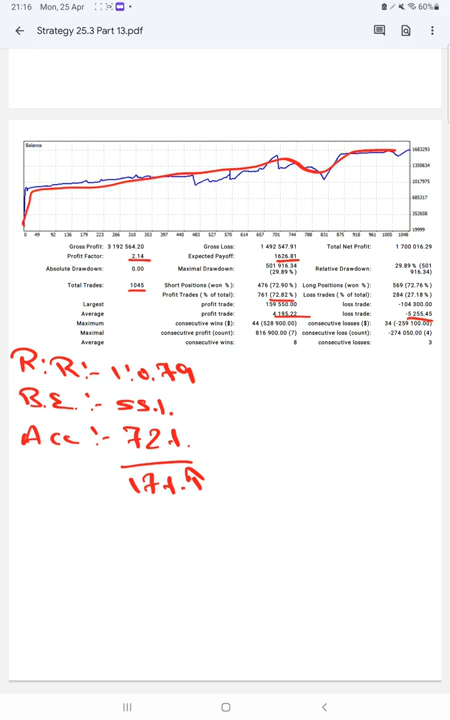 21:16 Mon, 25 Apr
60%
Strategy 25.3 Part 13.pdf
Balance
1683293
1350634
1017975
685317
352658
19999
0 49 92 136 179 223 266 310 353 397 440 483 527 570 614 657 701 744 788 831 875 918 961 1005 1048
Gross Profit: 3 192 564.20 Gross Loss: 1 492 547.91 Total Net Profit: 1 700 016.29
Profit Factor: 2.14 Expected Payoff: 1626.81
Absolute Drawdown: 0.00 Maximal Drawdown: 501 916.34 (29.89 %) Relative Drawdown: 29.89 % (501 916.34)
Total Trades: 1045 Short Positions (won %): 476 (72.90 %) Long Positions (won %): 569 (72.76 %)
Profit Trades (% of total): 761 (72.82 %) Loss trades (% of total): 284 (27.18 %)
Largest profit trade: 159 550.00 loss trade: -104 300.00
Average profit trade: 4 195.22 loss trade: -5 255.45
Maximum consecutive wins ($): 44 (528 900.00) consecutive losses ($): 34 (-259 100.00)
Maximal consecutive profit (count): 816 900.00 (7) consecutive loss (count): -274 050.00 (4)
Average consecutive wins: 8 consecutive losses: 3
R:R:- 1:0.79
B.E. :- 55%.
Acc :- 72%.
17%.↑